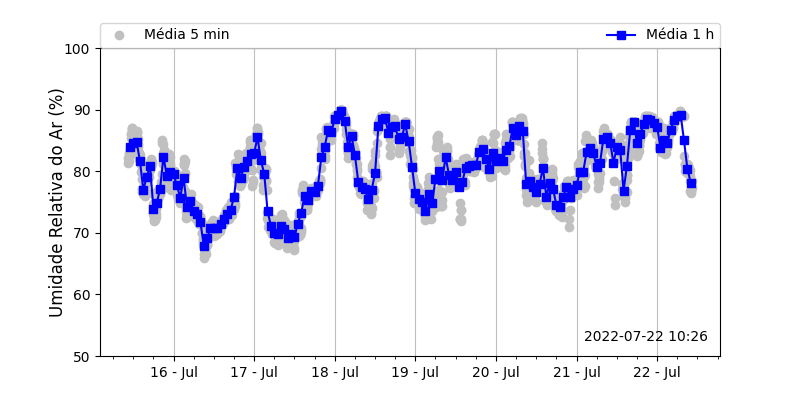 Média 5 min
Média 1 h
Umidade Relativa do Ar (%)
100
90
80
70
60
50
2022-07-22 10:26
16 - Jul
17 - Jul
18 - Jul
19 - Jul
20 - Jul
21 - Jul
22 - Jul